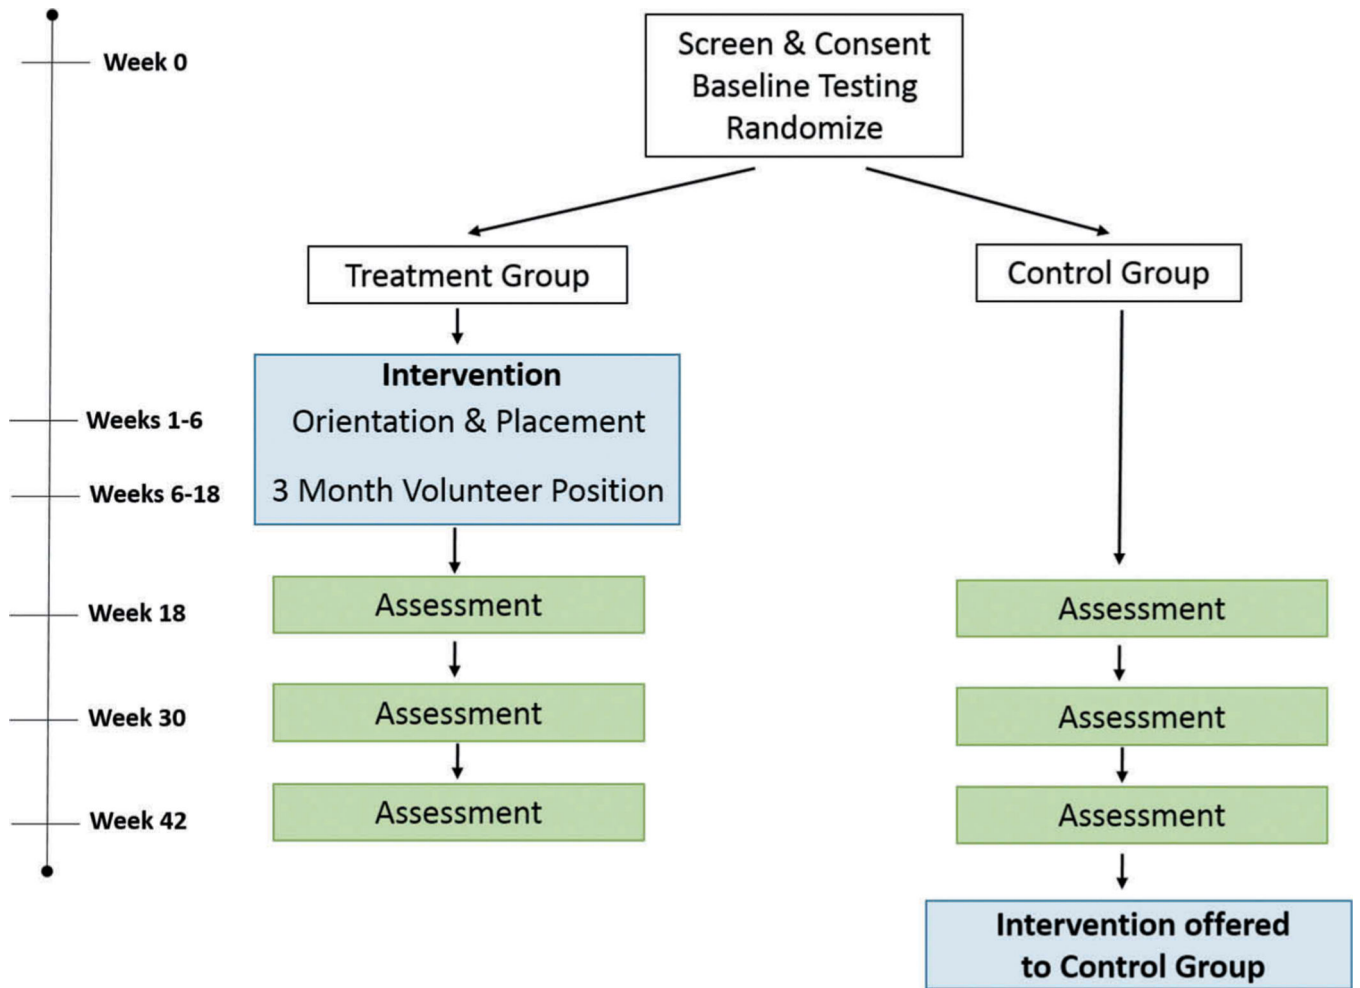 Week 0
Screen & Consent
Baseline Testing
Randomize
Treatment Group
Control Group
Intervention
Weeks 1-6
Orientation & Placement
Weeks 6-18
3 Month Volunteer Position
Week 18
Assessment
Assessment
Week 30
Assessment
Assessment
Week 42
Assessment
Assessment
Intervention offered
to Control Group